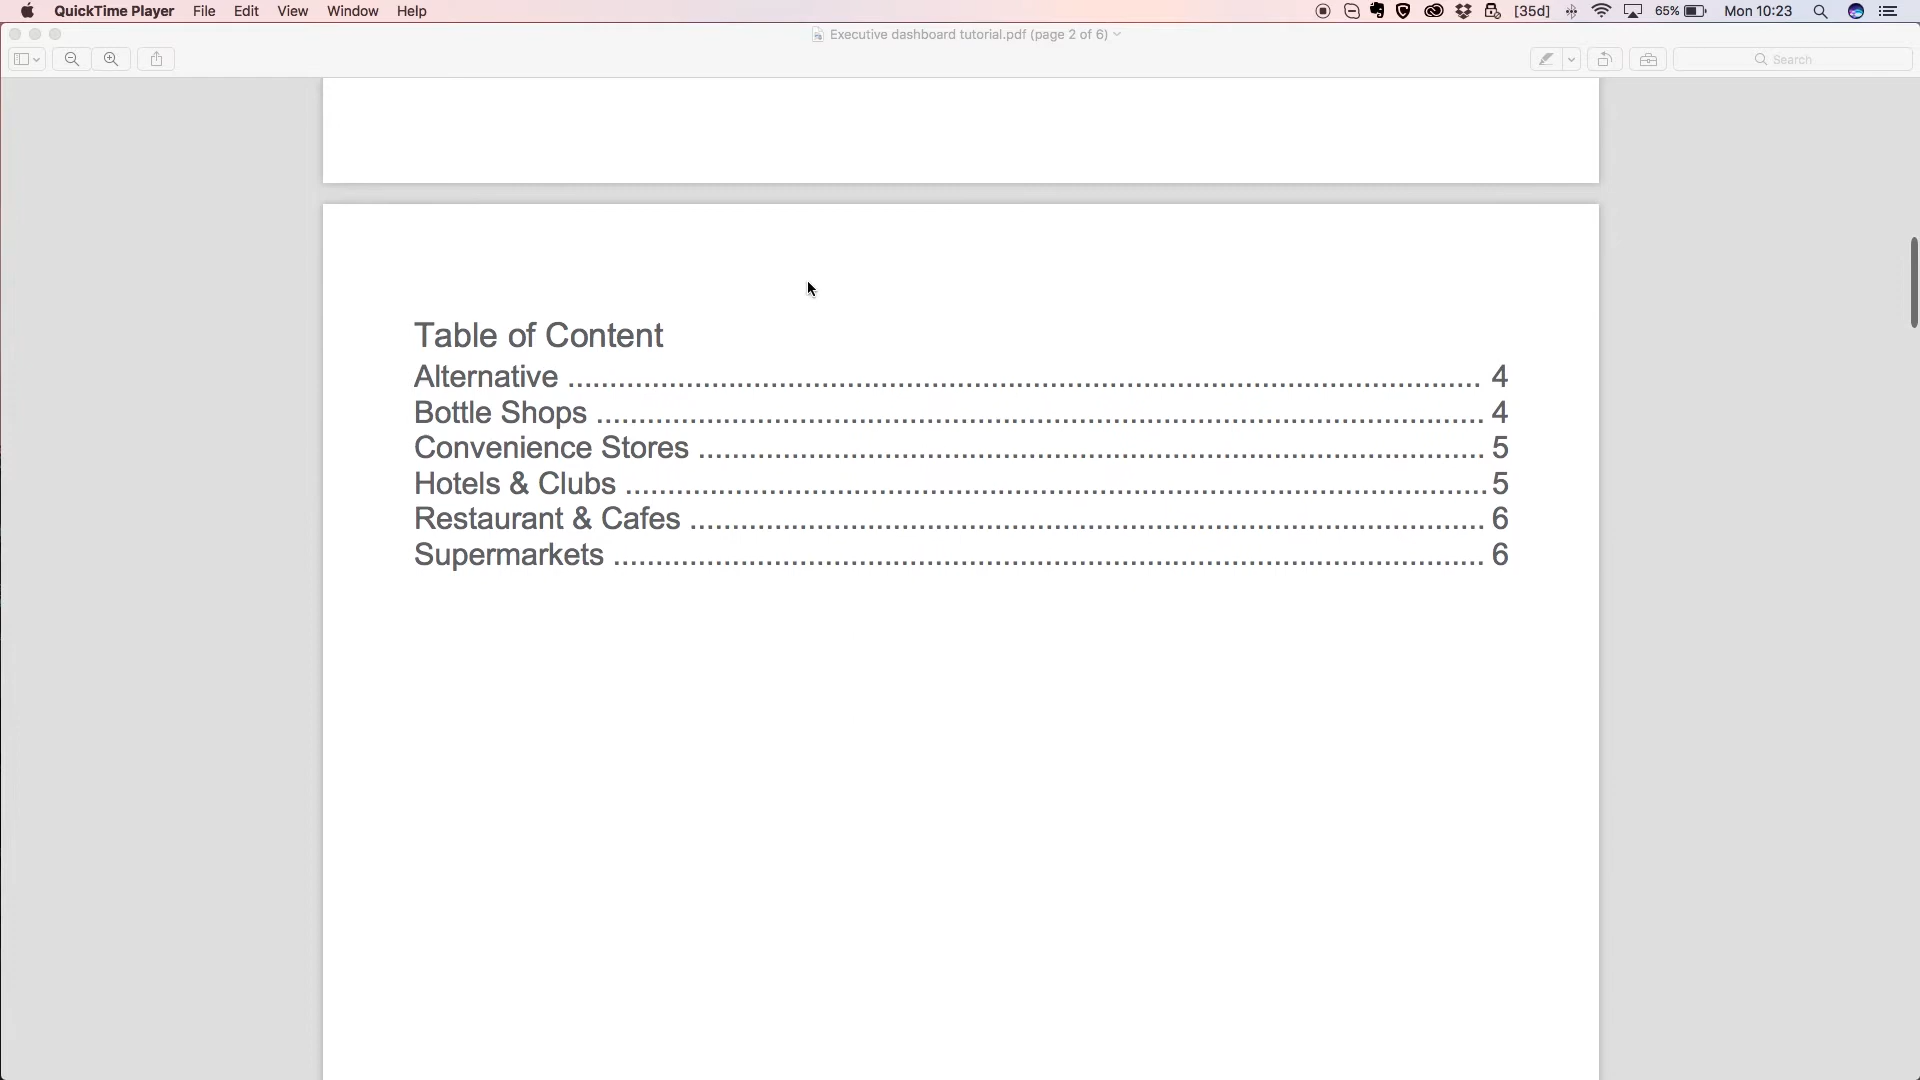 QuickTime Player File Edit View Window Help [35d] 65% Mon 10:23
Executive dashboard tutorial.pdf (page 2 of 6)
Search
Table of Content
Alternative .......................................................................................................... 4
Bottle Shops ....................................................................................................... 4
Convenience Stores ........................................................................................... 5
Hotels & Clubs .................................................................................................... 5
Restaurant & Cafes ............................................................................................ 6
Supermarkets ..................................................................................................... 6